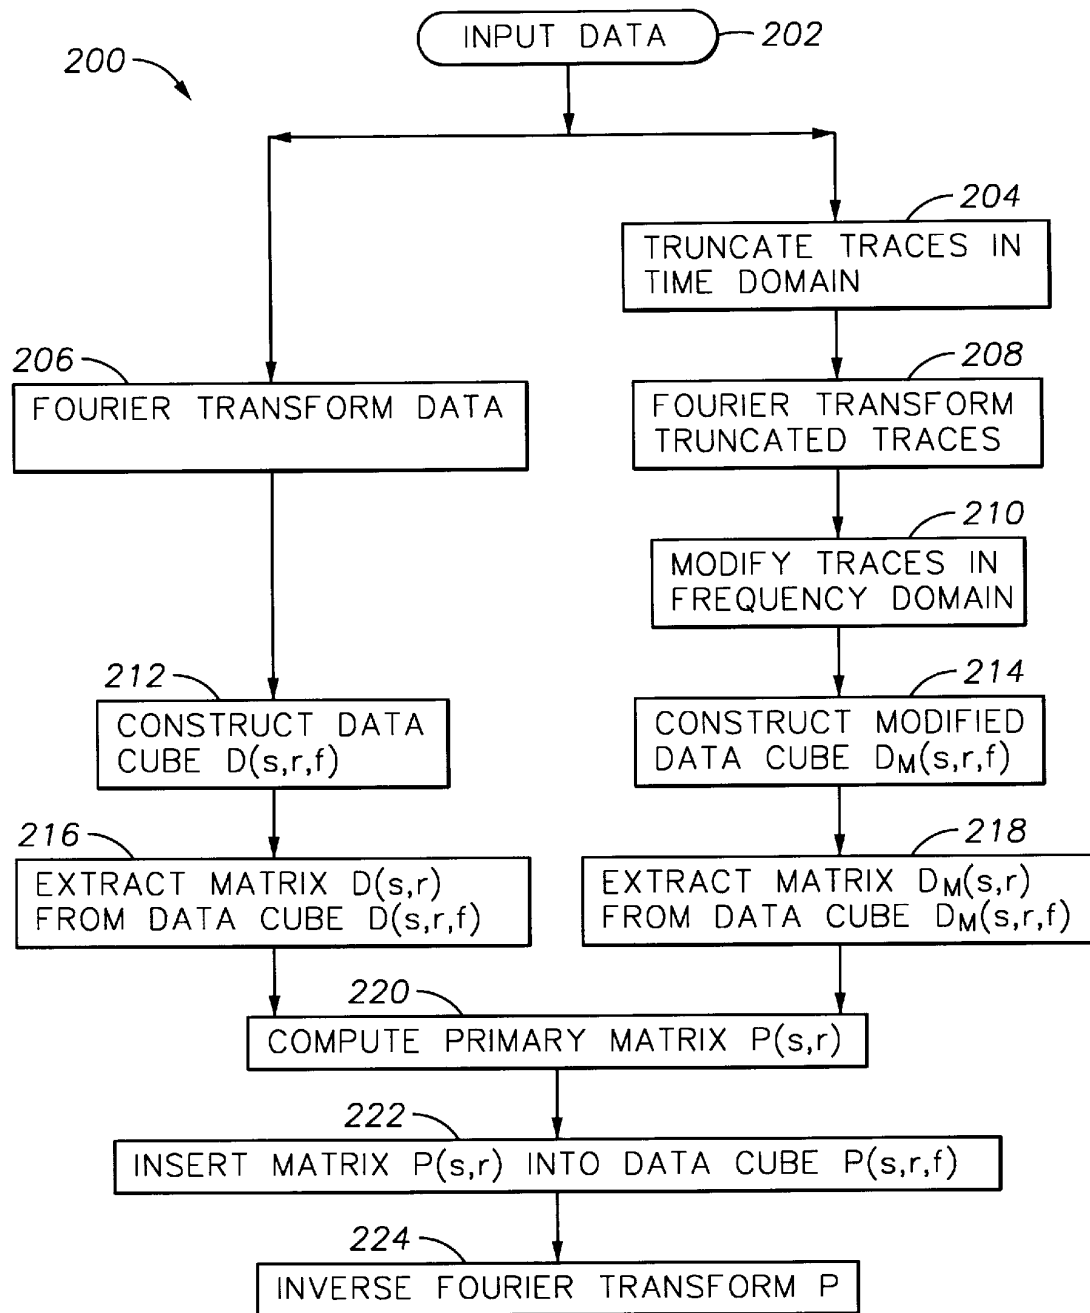 INPUT DATA
202
200
204
TRUNCATE TRACES IN
TIME DOMAIN
206
FOURIER TRANSFORM DATA
208
FOURIER TRANSFORM
TRUNCATED TRACES
210
MODIFY TRACES IN
FREQUENCY DOMAIN
212
CONSTRUCT DATA
CUBE D(s,r,f)
214
CONSTRUCT MODIFIED
DATA CUBE DM(s,r,f)
216
EXTRACT MATRIX D(s,r)
FROM DATA CUBE D(s,r,f)
218
EXTRACT MATRIX DM(s,r)
FROM DATA CUBE DM(s,r,f)
220
COMPUTE PRIMARY MATRIX P(s,r)
222
INSERT MATRIX P(s,r) INTO DATA CUBE P(s,r,f)
224
INVERSE FOURIER TRANSFORM P